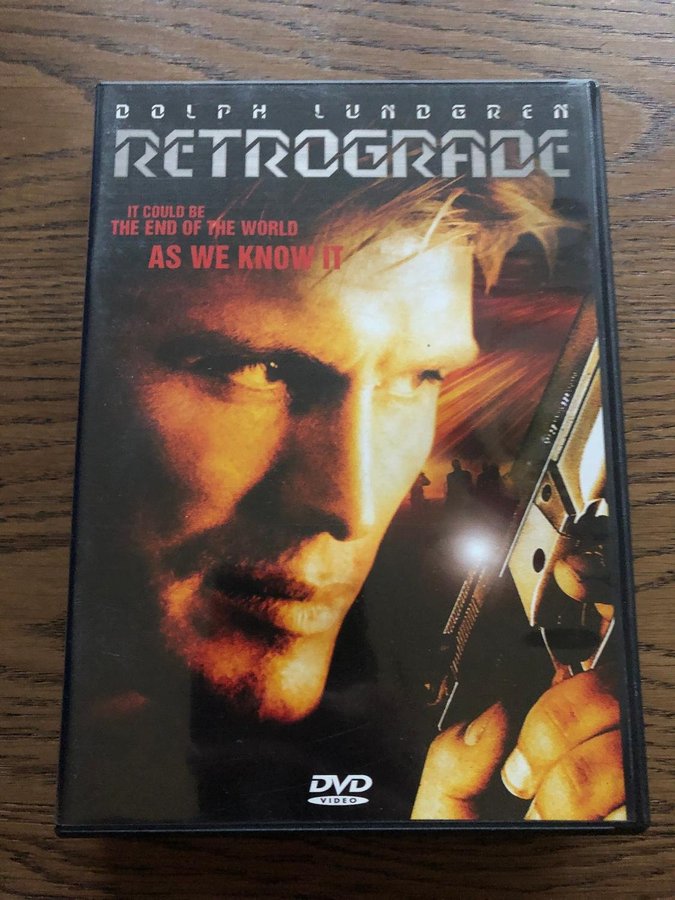 DOLPH LUNDGREN
RETROGRADE
IT COULD BE
THE END OF THE WORLD
AS WE KNOW IT
DVD
VIDEO